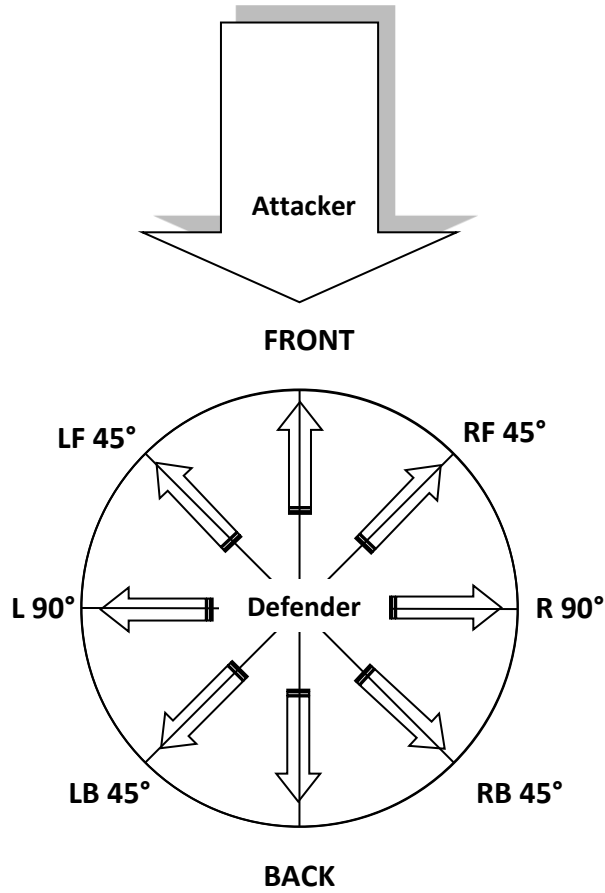 Attacker
FRONT
LF 45°
RF 45°
L 90°
Defender
R 90°
LB 45°
RB 45°
BACK